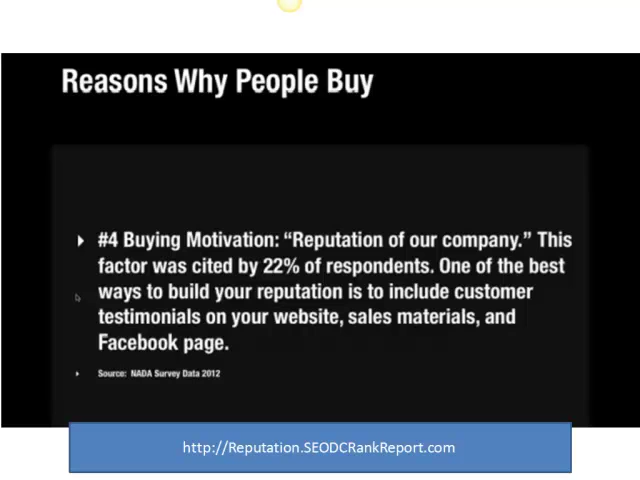 Reasons Why People Buy
#4 Buying Motivation: “Reputation of our company.” This
factor was cited by 22% of respondents. One of the best
ways to build your reputation is to include customer
testimonials on your website, sales materials, and
Facebook page.
Source: NADA Survey Data 2012
http://Reputation.SEODCRankReport.com